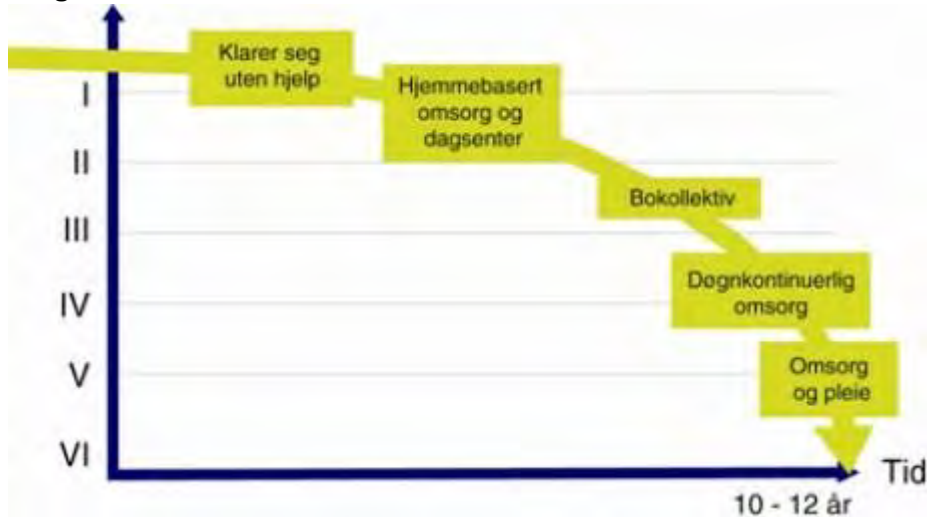 Klarer seg
uten hjelp
I
Hjemmebasert
omsorg og
dagsenter
II
Bokollektiv
III
Døgnkontinuerlig
omsorg
IV
V
Omsorg
og pleie
VI
Tid
10 - 12 år